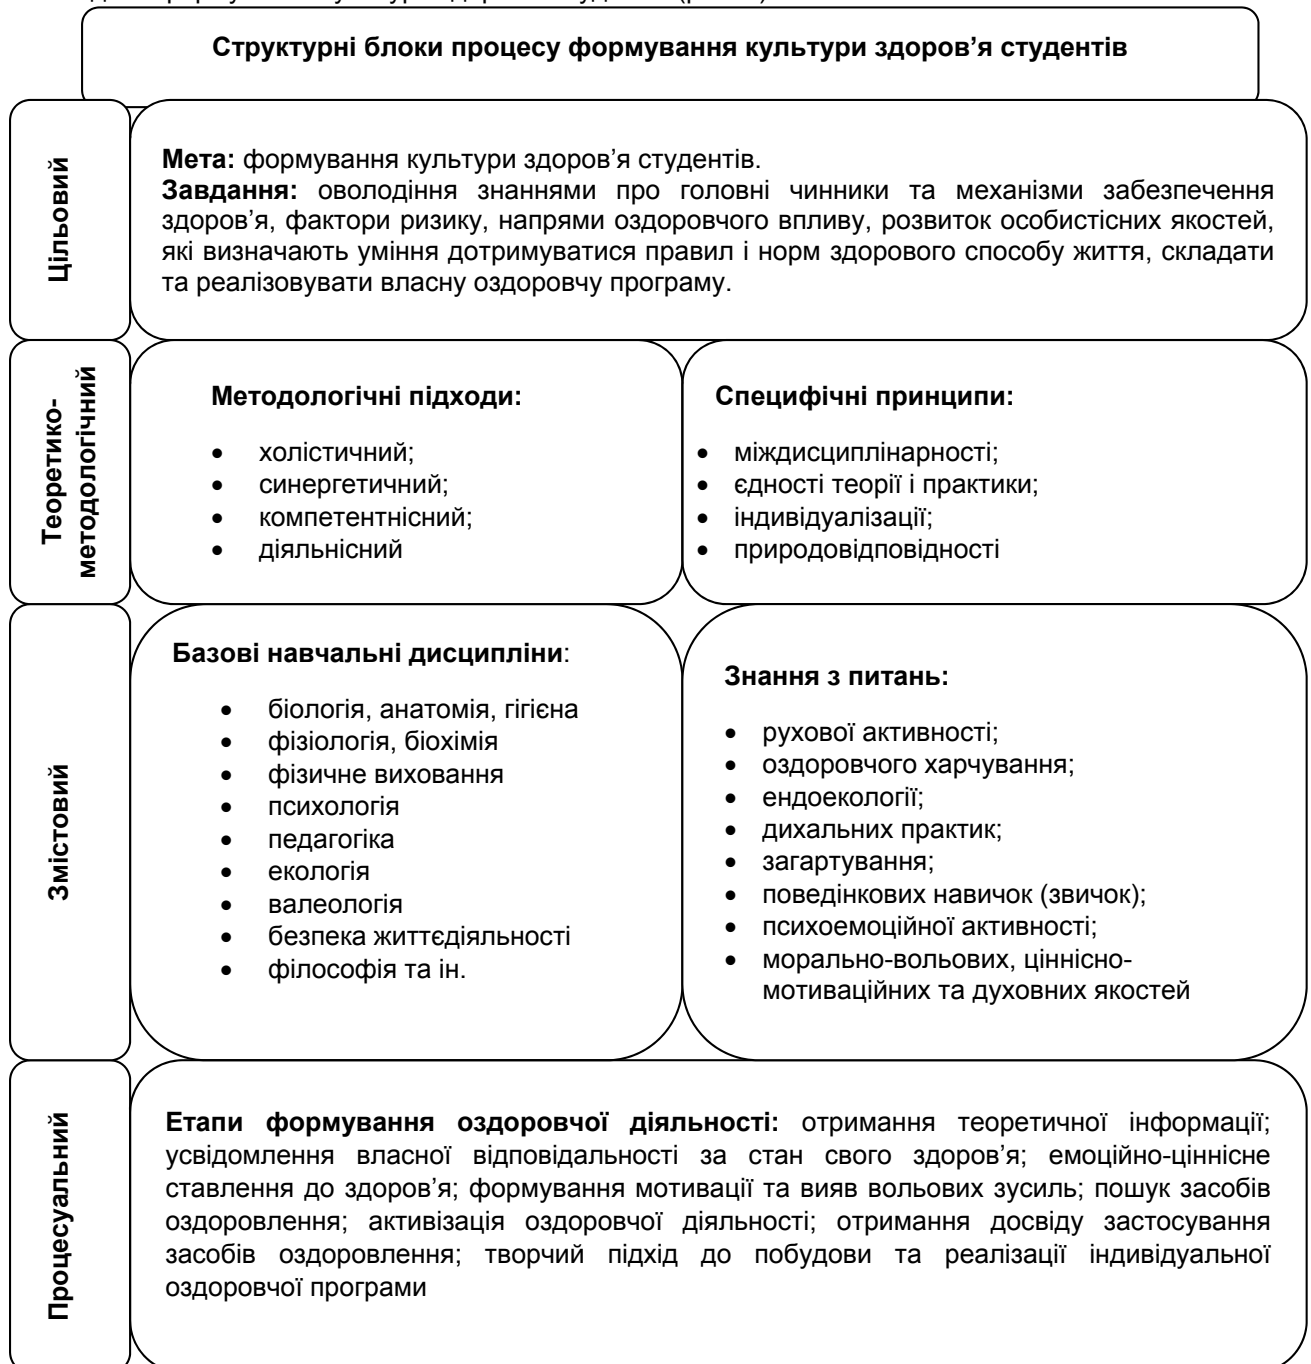 Структурні блоки процесу формування культури здоров’я студентів
Цільовий
Мета: формування культури здоров’я студентів.
Завдання: оволодіння знаннями про головні чинники та механізми забезпечення
здоров’я, фактори ризику, напрями оздоровчого впливу, розвиток особистісних якостей,
які визначають уміння дотримуватися правил і норм здорового способу життя, складати
та реалізовувати власну оздоровчу програму.
Теоретико-
методологічний
Методологічні підходи:
• холістичний;
• синергетичний;
• компетентнісний;
• діяльнісний
Специфічні принципи:
• міждисциплінарності;
• єдності теорії і практики;
• індивідуалізації;
• природовідповідності
Змістовий
Базові навчальні дисципліни:
• біологія, анатомія, гігієна
• фізіологія, біохімія
• фізичне виховання
• психологія
• педагогіка
• екологія
• валеологія
• безпека життєдіяльності
• філософія та ін.
Знання з питань:
• рухової активності;
• оздоровчого харчування;
• ендоекології;
• дихальних практик;
• загартування;
• поведінкових навичок (звичок);
• психоемоційної активності;
• морально-вольових, ціннісно-
мотиваційних та духовних якостей
Процесуальний
Етапи формування оздоровчої діяльності: отримання теоретичної інформації;
усвідомлення власної відповідальності за стан свого здоров’я; емоційно-ціннісне
ставлення до здоров’я; формування мотивації та вияв вольових зусиль; пошук засобів
оздоровлення; активізація оздоровчої діяльності; отримання досвіду застосування
засобів оздоровлення; творчий підхід до побудови та реалізації індивідуальної
оздоровчої програми